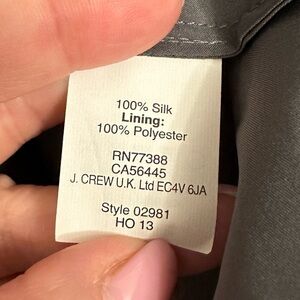 100% Silk
Lining:
100% Polyester
RN77388
CA56445
J. CREW U.K. Ltd EC4V 6JA
Style 02981
HO 13